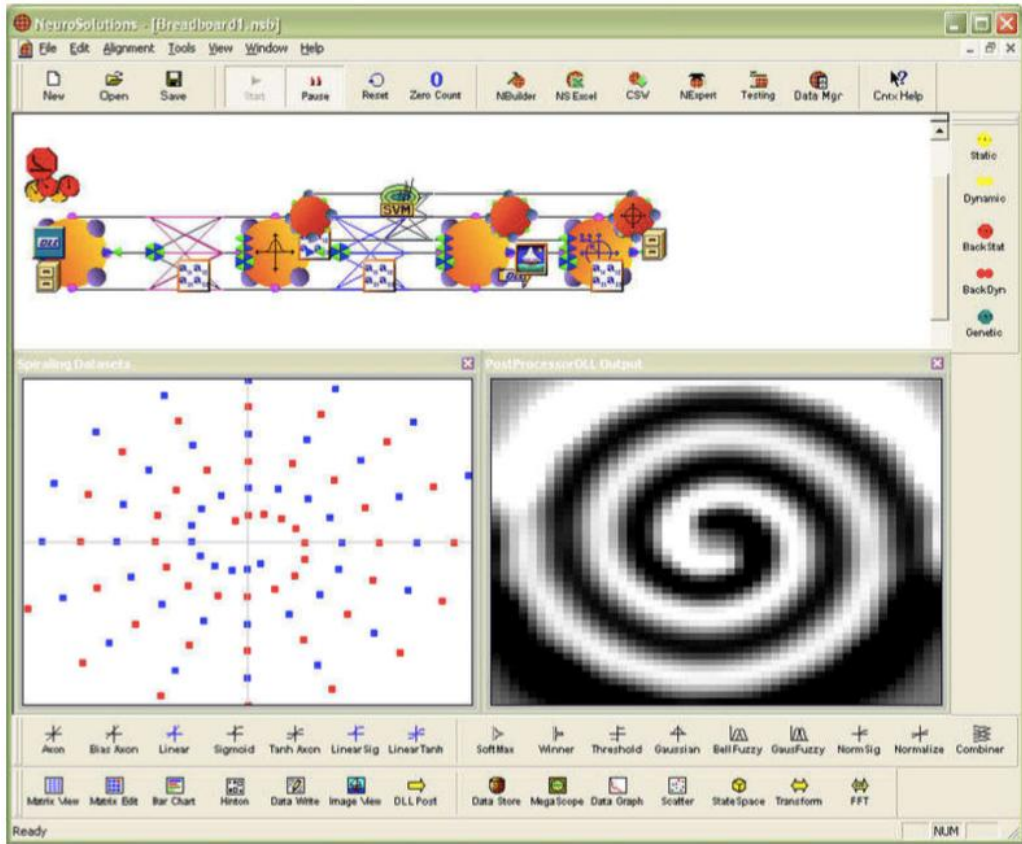 NeuroSolutions - [Breadboard1.nsb]
File Edit Alignment Tools View Window Help
New Open Save Start Pause Reset Zero Count NBuilder NS Excel CSW NExpert Testing Data Mgr Cntx Help
Static
Dynamic
BackStat
BackDyn
Genetic
SVM
DLL
Spiraling Datasets
PostProcessorDLL Output
Axon Bias Axon Linear Sigmoid Tanh Axon LinearSig LinearTanh SoftMax Winner Threshold Gaussian BellFuzzy GausFuzzy NormSig Normalize Combiner
Matrix View Matrix Edit Bar Chart Hinton Data Write Image View DLL Post Data Store MegaScope Data Graph Scatter StateSpace Transform FFT
Ready NUM